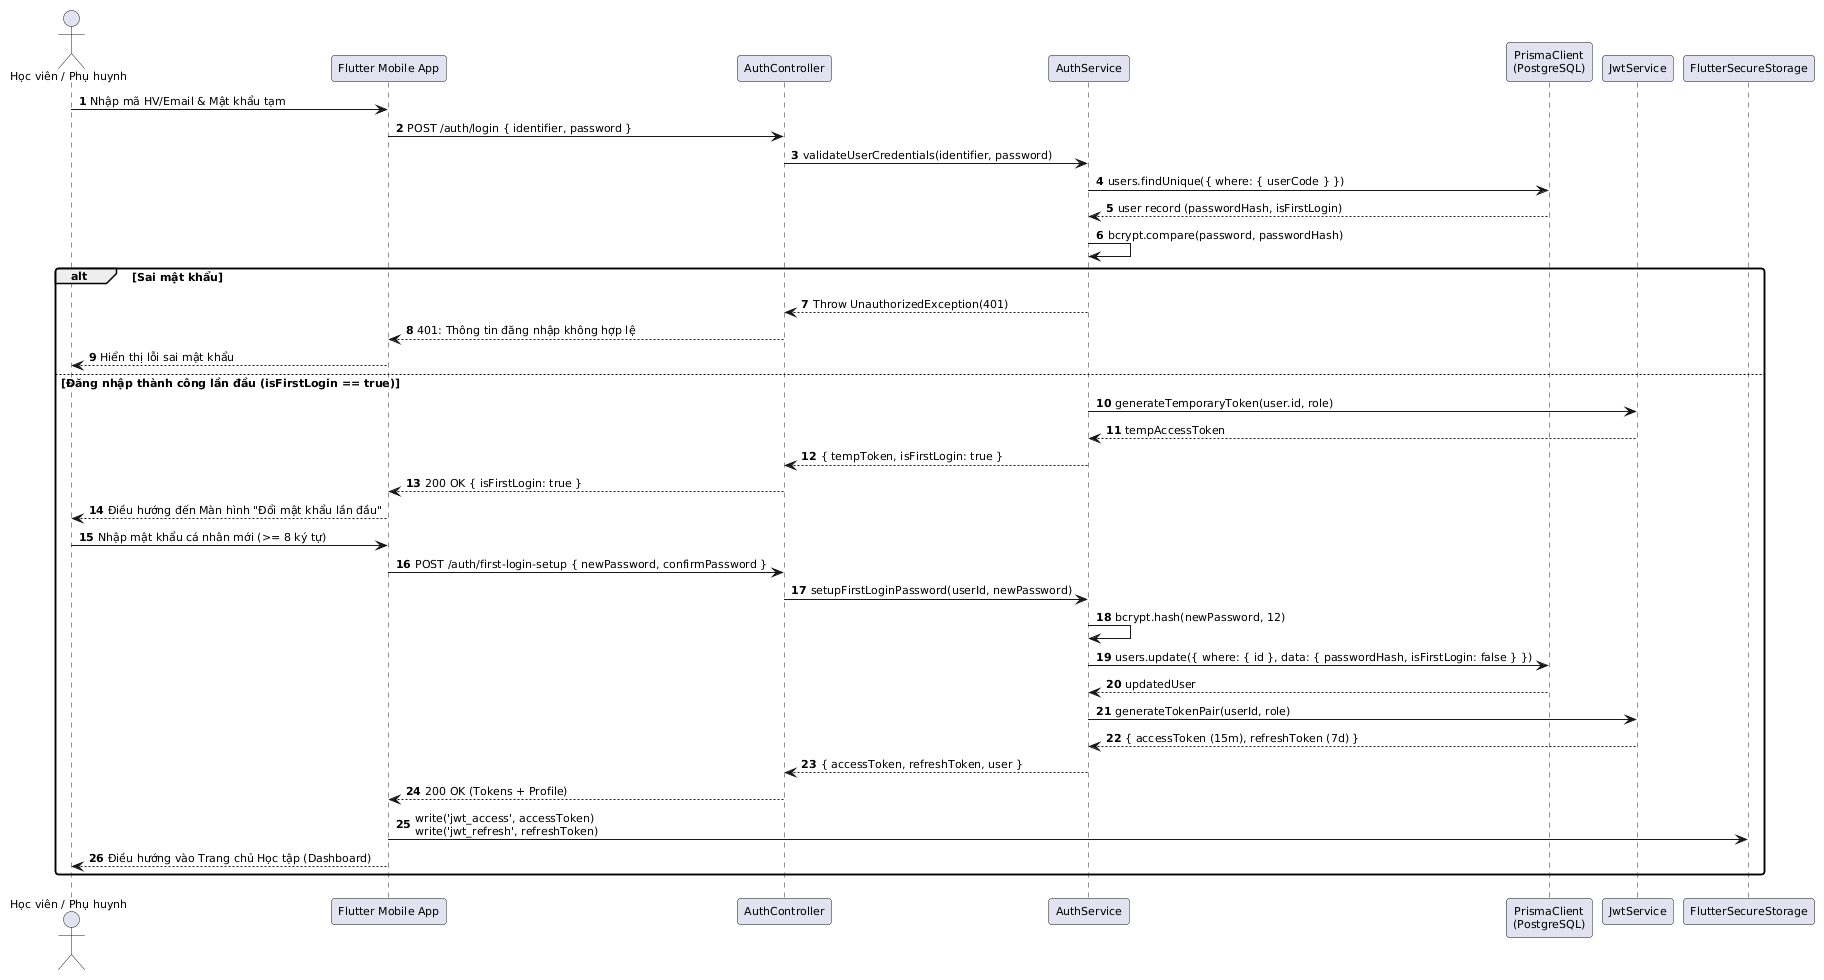 Học viên / Phụ huynh
Flutter Mobile App
AuthController
AuthService
PrismaClient
(PostgreSQL)
JwtService
FlutterSecureStorage
1 Nhập mã HV/Email & Mật khẩu tạm
2 POST /auth/login { identifier, password }
3 validateUserCredentials(identifier, password)
4 users.findUnique({ where: { userCode } })
5 user record (passwordHash, isFirstLogin)
6 bcrypt.compare(password, passwordHash)
alt [Sai mật khẩu]
7 Throw UnauthorizedException(401)
8 401: Thông tin đăng nhập không hợp lệ
9 Hiển thị lỗi sai mật khẩu
[Đăng nhập thành công lần đầu (isFirstLogin == true)]
10 generateTemporaryToken(user.id, role)
11 tempAccessToken
12 { tempToken, isFirstLogin: true }
13 200 OK { isFirstLogin: true }
14 Điều hướng đến Màn hình "Đổi mật khẩu lần đầu"
15 Nhập mật khẩu cá nhân mới (>= 8 ký tự)
16 POST /auth/first-login-setup { newPassword, confirmPassword }
17 setupFirstLoginPassword(userId, newPassword)
18 bcrypt.hash(newPassword, 12)
19 users.update({ where: { id }, data: { passwordHash, isFirstLogin: false } })
20 updatedUser
21 generateTokenPair(userId, role)
22 { accessToken (15m), refreshToken (7d) }
23 { accessToken, refreshToken, user }
24 200 OK (Tokens + Profile)
25 write('jwt_access', accessToken)
write('jwt_refresh', refreshToken)
26 Điều hướng vào Trang chủ Học tập (Dashboard)
Học viên / Phụ huynh
Flutter Mobile App
AuthController
AuthService
PrismaClient
(PostgreSQL)
JwtService
FlutterSecureStorage